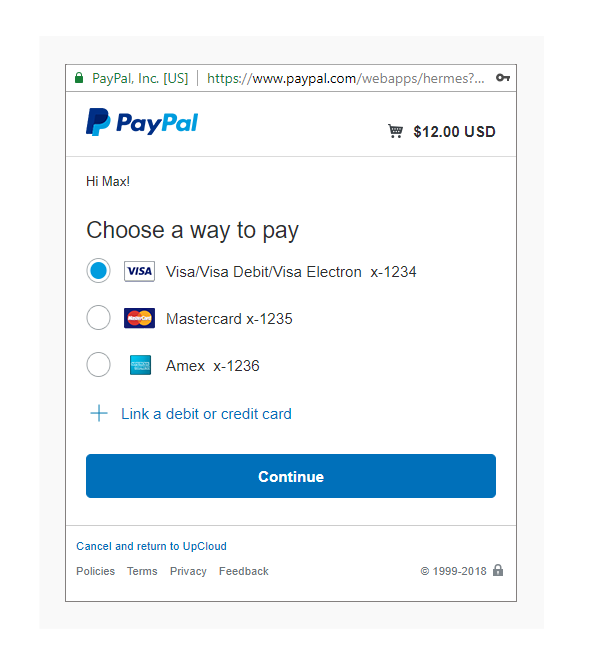 PayPal, Inc. [US] | https://www.paypal.com/webapps/hermes?...
PayPal
$12.00 USD
Hi Max!
Choose a way to pay
VISA Visa/Visa Debit/Visa Electron x-1234
MasterCard Mastercard x-1235
Amex x-1236
Link a debit or credit card
Continue
Cancel and return to UpCloud
Policies Terms Privacy Feedback © 1999-2018